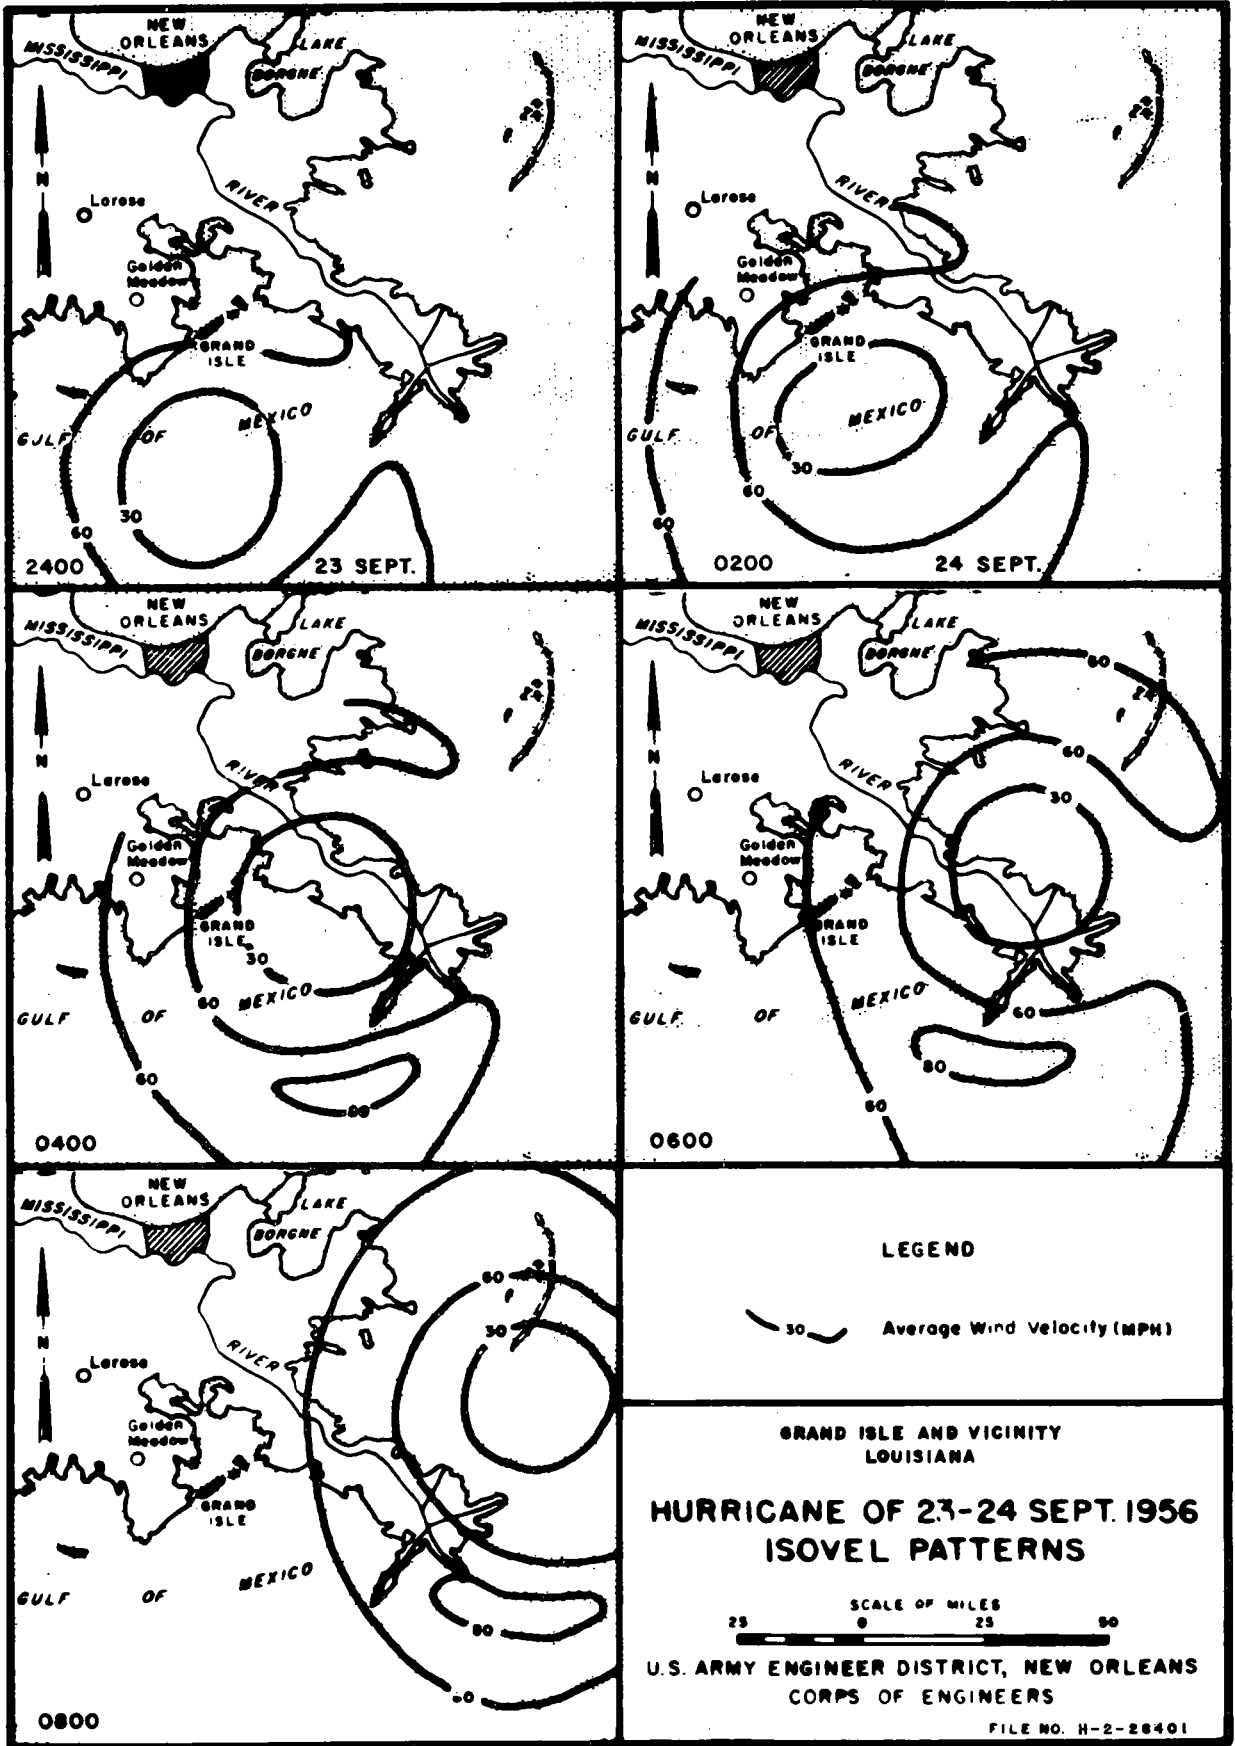 NEW
ORLEANS
MISSISSIPPI
LAKE
BORGNE
N
RIVER
Larose
Golden
Meadow
GRAND
ISLE
GULF OF MEXICO
30
60
2400
23 SEPT.
NEW
ORLEANS
MISSISSIPPI
LAKE
BORGNE
N
RIVER
Larose
Golden
Meadow
GRAND
ISLE
GULF OF MEXICO
30
60
60
0200
24 SEPT.
NEW
ORLEANS
MISSISSIPPI
LAKE
BORGNE
N
RIVER
Larose
Golden
Meadow
GRAND
ISLE
30
60
GULF OF MEXICO
60
0400
NEW
ORLEANS
MISSISSIPPI
LAKE
BORGNE
60
N
RIVER
60
30
Larose
Golden
Meadow
GRAND
ISLE
GULF OF MEXICO
60
80
60
0600
NEW
ORLEANS
MISSISSIPPI
LAKE
BORGNE
60
30
N
RIVER
Larose
Golden
Meadow
GRAND
ISLE
GULF OF MEXICO
80
0800
LEGEND
30 Average Wind Velocity (MPH)
GRAND ISLE AND VICINITY
LOUISIANA
HURRICANE OF 23-24 SEPT. 1956
ISOVEL PATTERNS
SCALE OF MILES
25 0 25 50
U.S. ARMY ENGINEER DISTRICT, NEW ORLEANS
CORPS OF ENGINEERS
FILE NO. H-2-28401